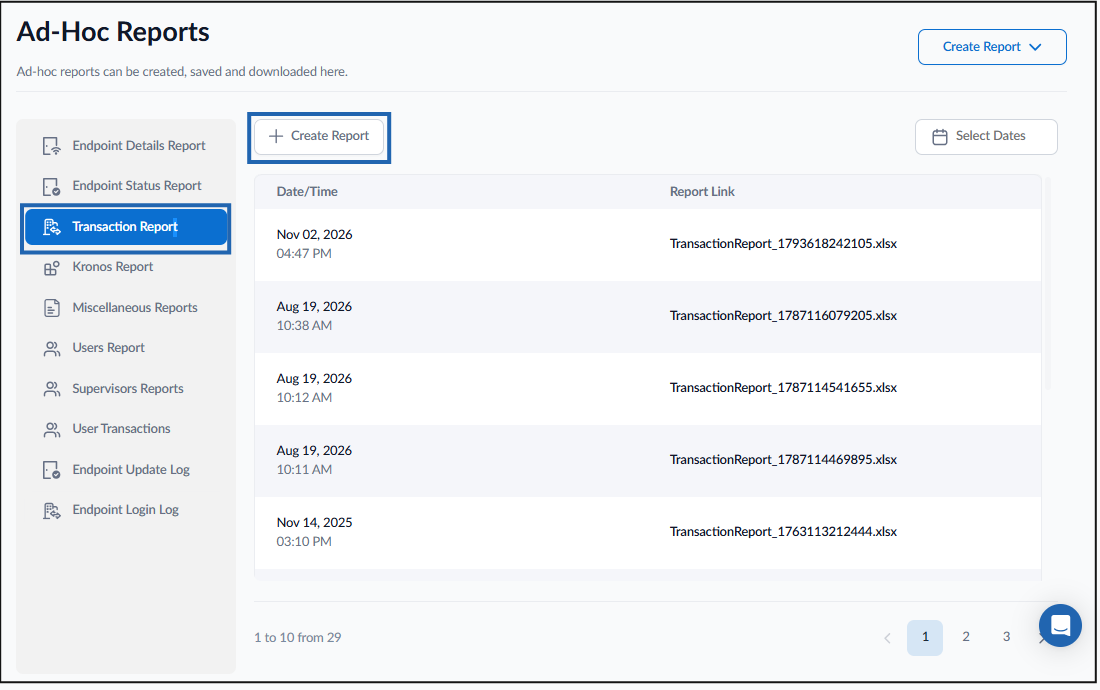 Ad-Hoc Reports
Create Report
Ad-hoc reports can be created, saved and downloaded here.
Endpoint Details Report
Endpoint Status Report
Transaction Report
Kronos Report
Miscellaneous Reports
Users Report
Supervisors Reports
User Transactions
Endpoint Update Log
Endpoint Login Log
Create Report
Select Dates
Date/Time Report Link
Nov 02, 2026
04:47 PM
TransactionReport_1793618242105.xlsx
Aug 19, 2026
10:38 AM
TransactionReport_1787116079205.xlsx
Aug 19, 2026
10:12 AM
TransactionReport_1787114541655.xlsx
Aug 19, 2026
10:11 AM
TransactionReport_1787114469895.xlsx
Nov 14, 2025
03:10 PM
TransactionReport_1763113212444.xlsx
1 to 10 from 29
1 2 3